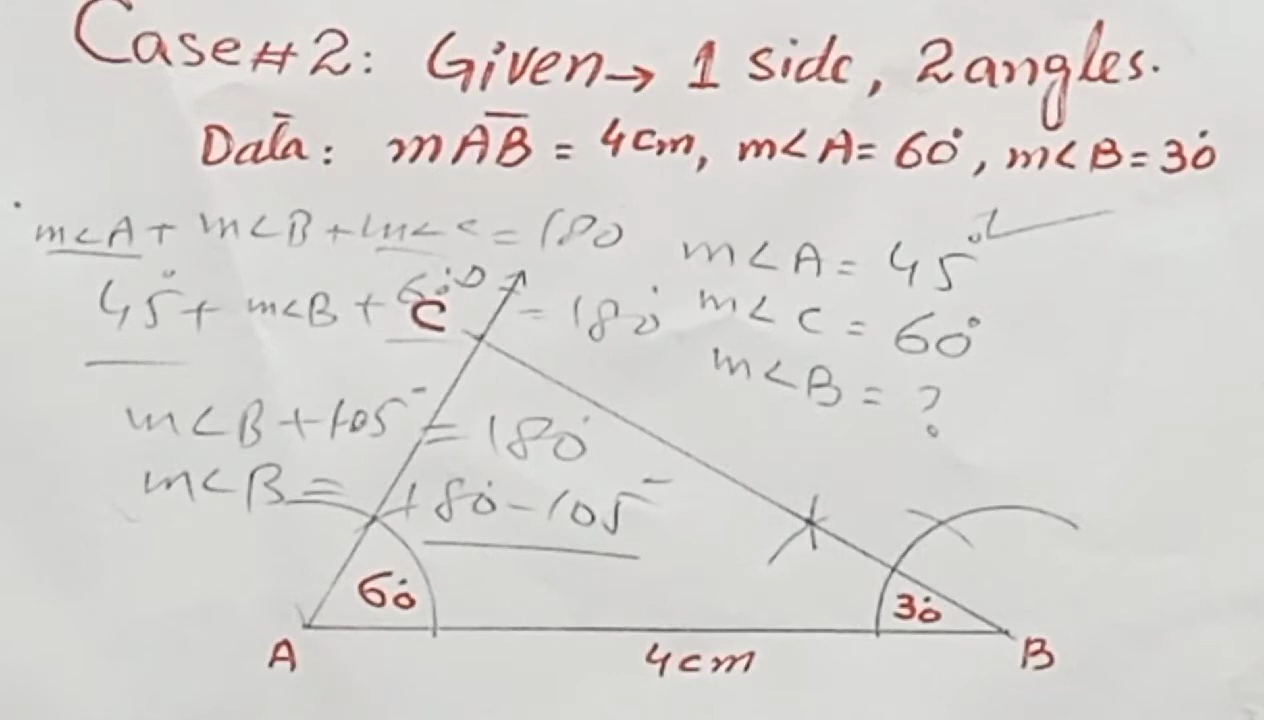 Case#2: Given→ 1 side, 2 angles.
Data: mAB = 4cm, m∠A= 60°, m∠B=30°
m∠A + m∠B + m∠C = 180
m∠A = 45°
45° + m∠B + 60° = 180°
m∠C = 60°
m∠B = ?
D
C
m∠B + 105° = 180°
m∠B = 180° - 105°
60°
30°
A
4cm
B